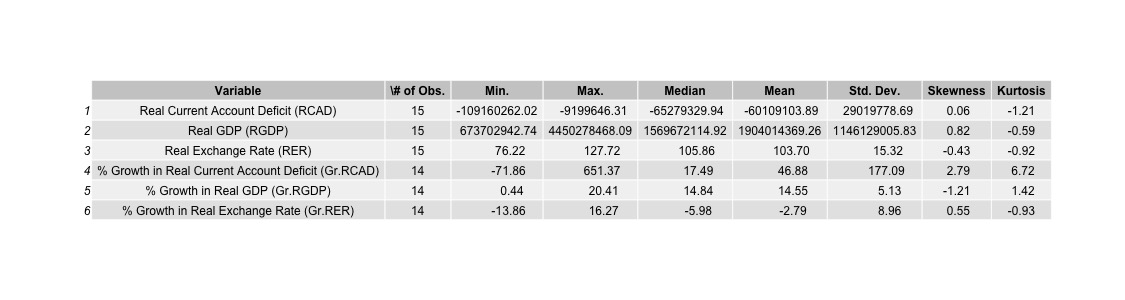 Variable \# of Obs. Min. Max. Median Mean Std. Dev. Skewness Kurtosis
1 Real Current Account Deficit (RCAD) 15 -109160262.02 -9199646.31 -65279329.94 -60109103.89 29019778.69 0.06 -1.21
2 Real GDP (RGDP) 15 673702942.74 4450278468.09 1569672114.92 1904014369.26 1146129005.83 0.82 -0.59
3 Real Exchange Rate (RER) 15 76.22 127.72 105.86 103.70 15.32 -0.43 -0.92
4 % Growth in Real Current Account Deficit (Gr.RCAD) 14 -71.86 651.37 17.49 46.88 177.09 2.79 6.72
5 % Growth in Real GDP (Gr.RGDP) 14 0.44 20.41 14.84 14.55 5.13 -1.21 1.42
6 % Growth in Real Exchange Rate (Gr.RER) 14 -13.86 16.27 -5.98 -2.79 8.96 0.55 -0.93